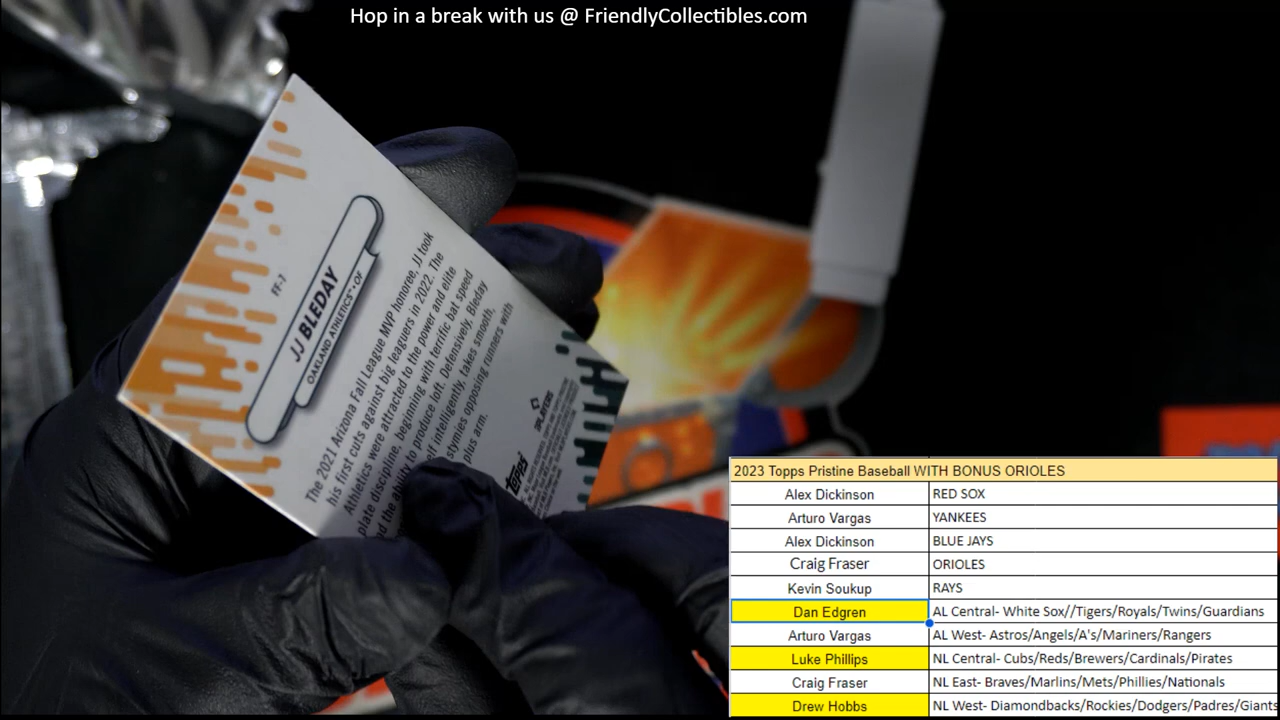 Hop in a break with us @ FriendlyCollectibles.com
FF-1
JJ BLEDAY
OAKLAND ATHLETICS™ • OF
The 2021 Arizona Fall League MVP honoree, JJ took
his first cuts against big leaguers in 2022. The
Athletics were attracted to the power and elite
plate discipline, beginning with terrific bat speed
nd the ability to produce loft. Defensively, Bleday
elf intelligently, takes smooth,
stymies opposing runners with
plus arm.
PLAYERS
topps
2023 Topps Pristine Baseball WITH BONUS ORIOLES
Alex Dickinson RED SOX
Arturo Vargas YANKEES
Alex Dickinson BLUE JAYS
Craig Fraser ORIOLES
Kevin Soukup RAYS
Dan Edgren AL Central- White Sox//Tigers/Royals/Twins/Guardians
Arturo Vargas AL West- Astros/Angels/A's/Mariners/Rangers
Luke Phillips NL Central- Cubs/Reds/Brewers/Cardinals/Pirates
Craig Fraser NL East- Braves/Marlins/Mets/Phillies/Nationals
Drew Hobbs NL West- Diamondbacks/Rockies/Dodgers/Padres/Giants